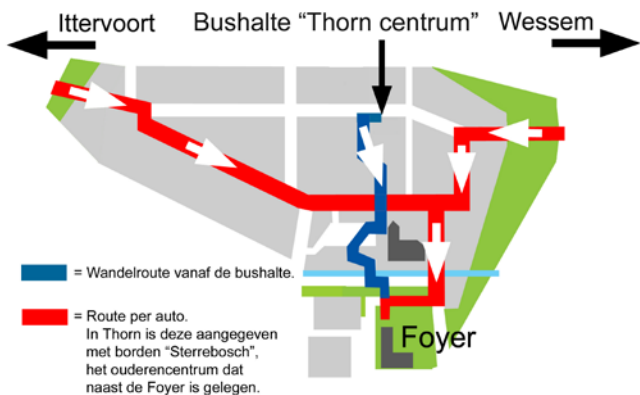 Ittervoort
Bushalte “Thorn centrum”
Wessem
Foyer
= Wandelroute vanaf de bushalte.
= Route per auto.
In Thorn is deze aangegeven
met borden “Sterrebosch”,
het ouderencentrum dat
naast de Foyer is gelegen.